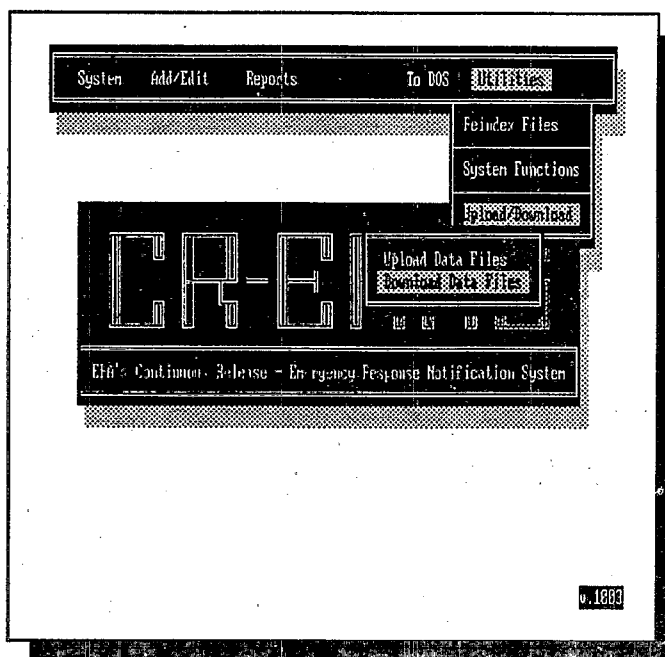 System Add/Edit Reports To DOS Utilities
Reindex Files
System Functions
Upload/Download
Upload Data Files
Download Data Files
CR-E
EPA's Continuous Release - Emergency Response Notification System
v.1003